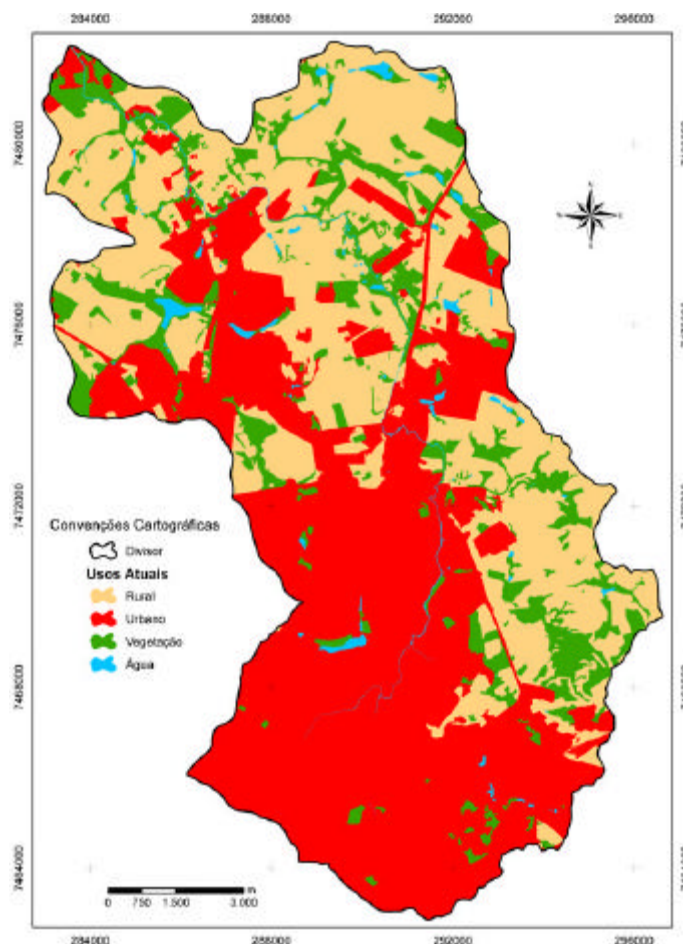 284000 288000 292000 296000
7480000
7476000
7472000
7468000
7464000
Convenções Cartográficas
Divisor
Usos Atuais
Rural
Urbano
Vegetação
Água
0 750 1.500 3.000 m
284000 288000 292000 296000